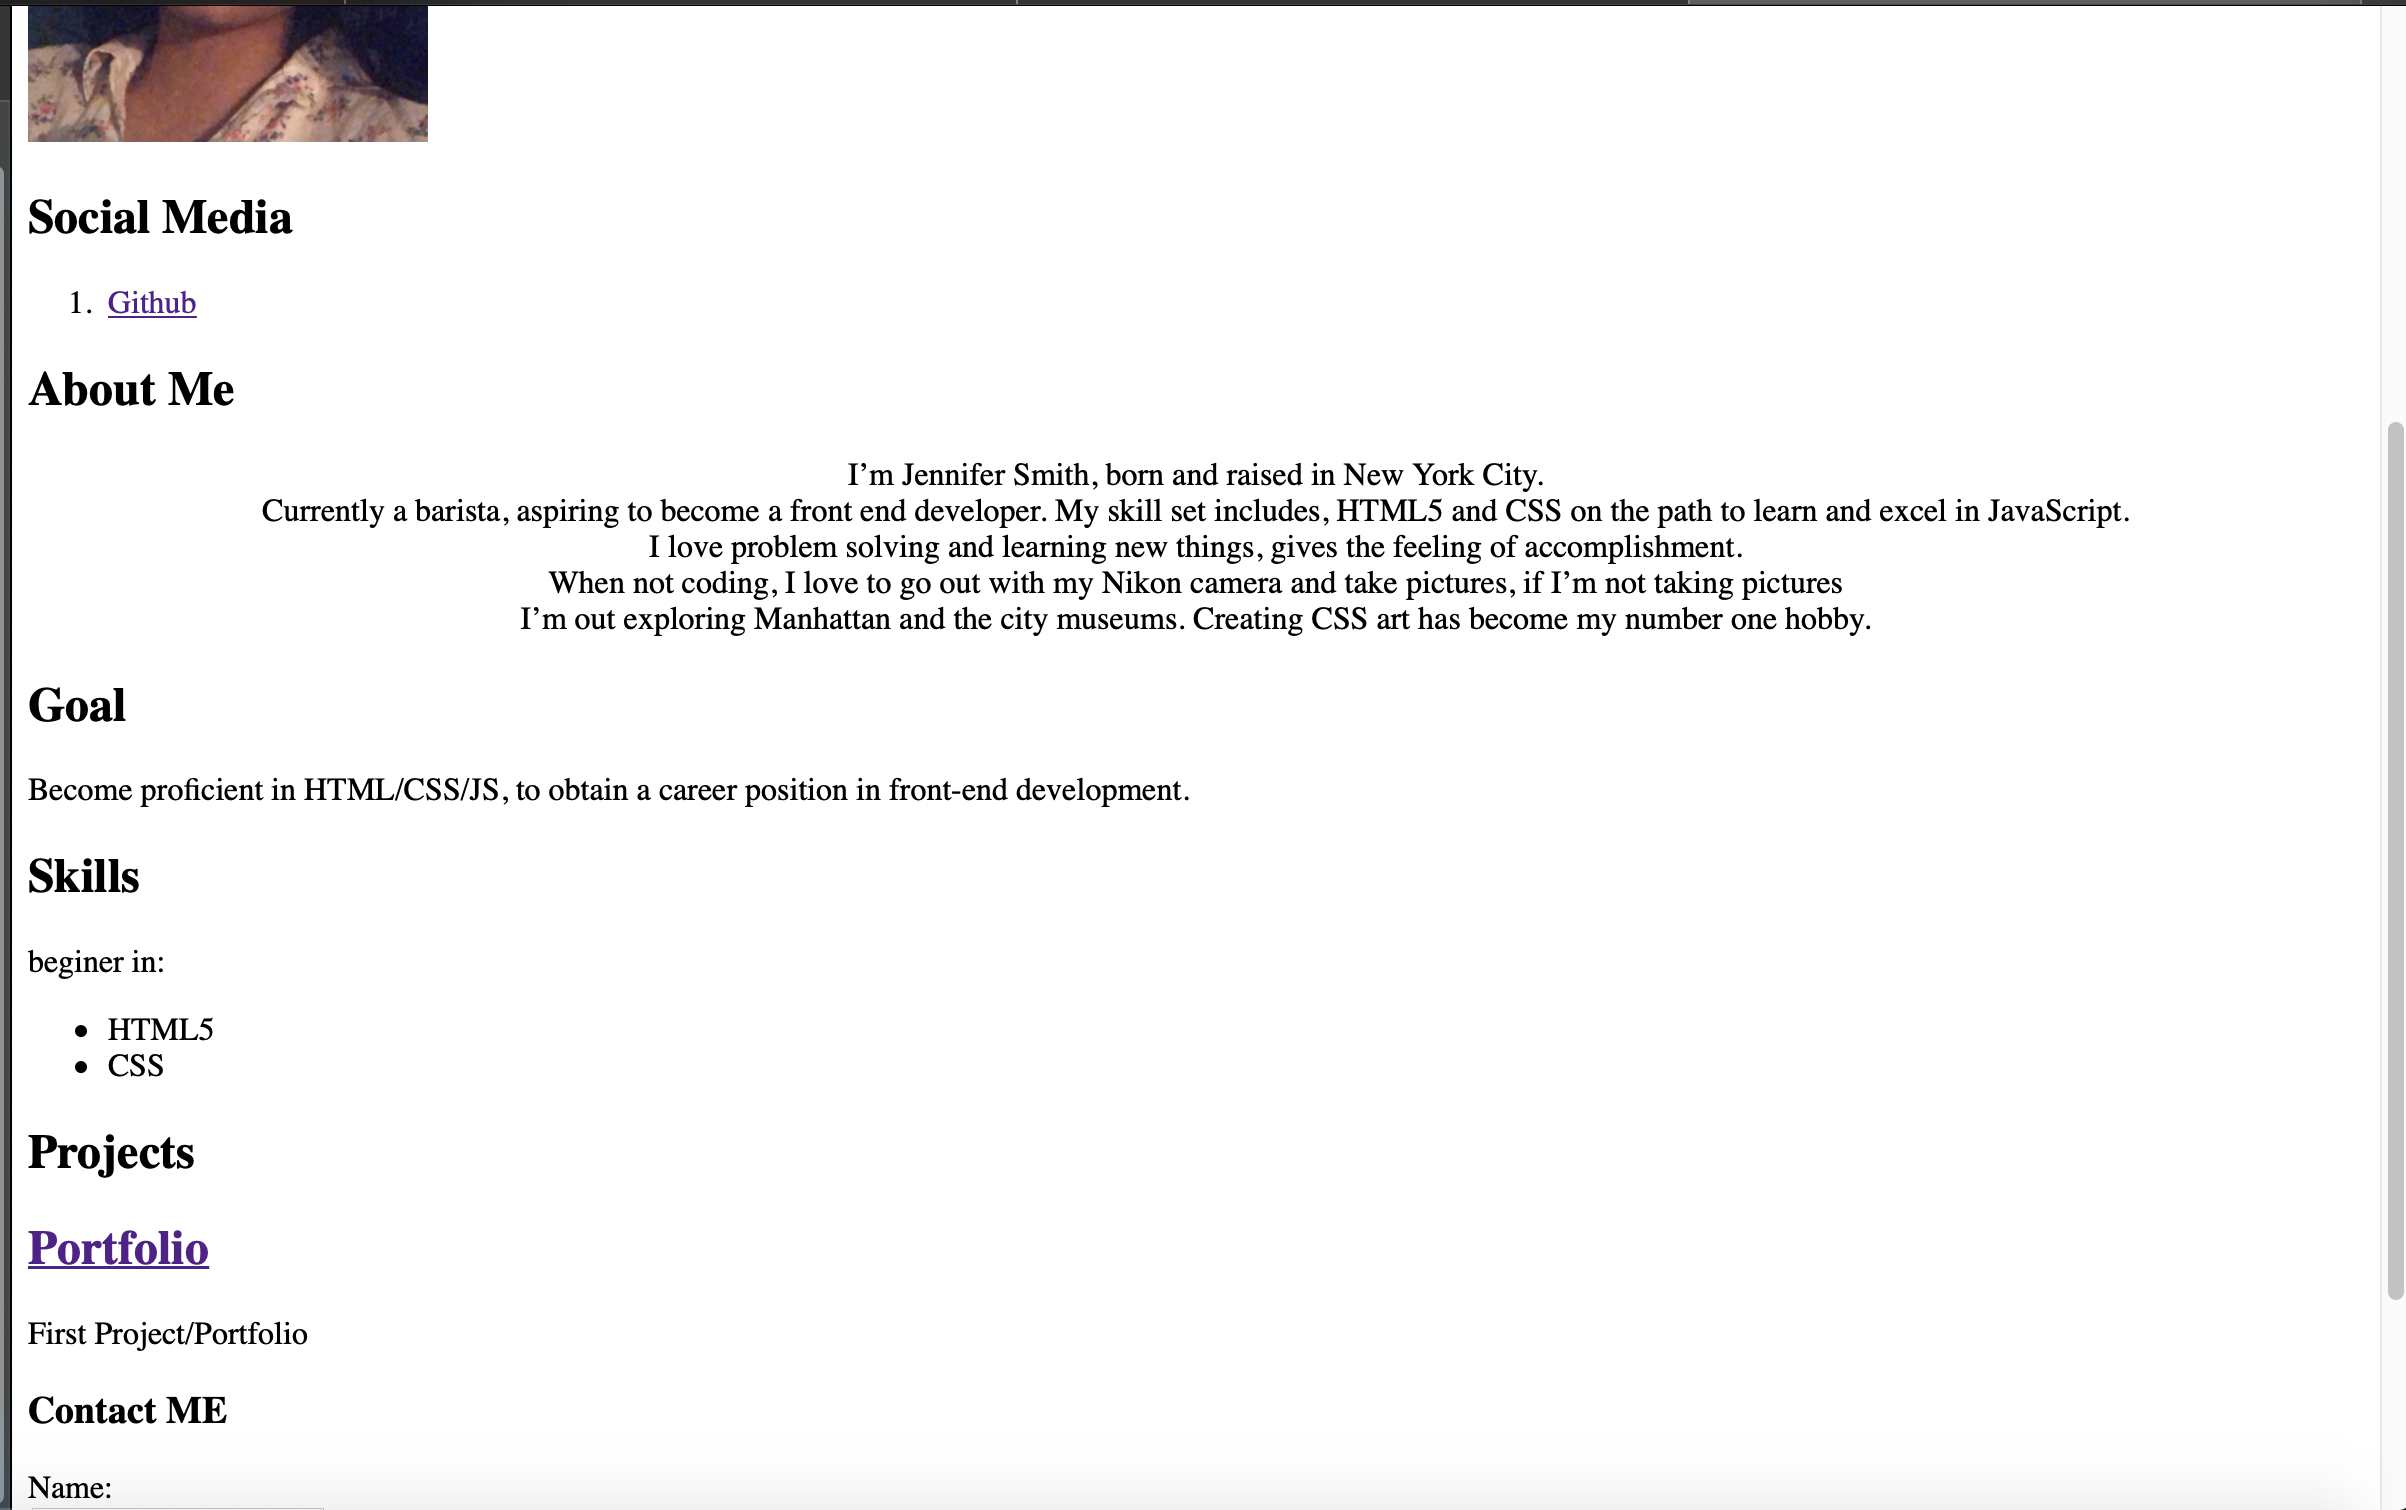 Social Media
1. Github
About Me
I’m Jennifer Smith, born and raised in New York City.
Currently a barista, aspiring to become a front end developer. My skill set includes, HTML5 and CSS on the path to learn and excel in JavaScript.
I love problem solving and learning new things, gives the feeling of accomplishment.
When not coding, I love to go out with my Nikon camera and take pictures, if I’m not taking pictures
I’m out exploring Manhattan and the city museums. Creating CSS art has become my number one hobby.
Goal
Become proficient in HTML/CSS/JS, to obtain a career position in front-end development.
Skills
beginer in:
• HTML5
• CSS
Projects
Portfolio
First Project/Portfolio
Contact ME
Name: